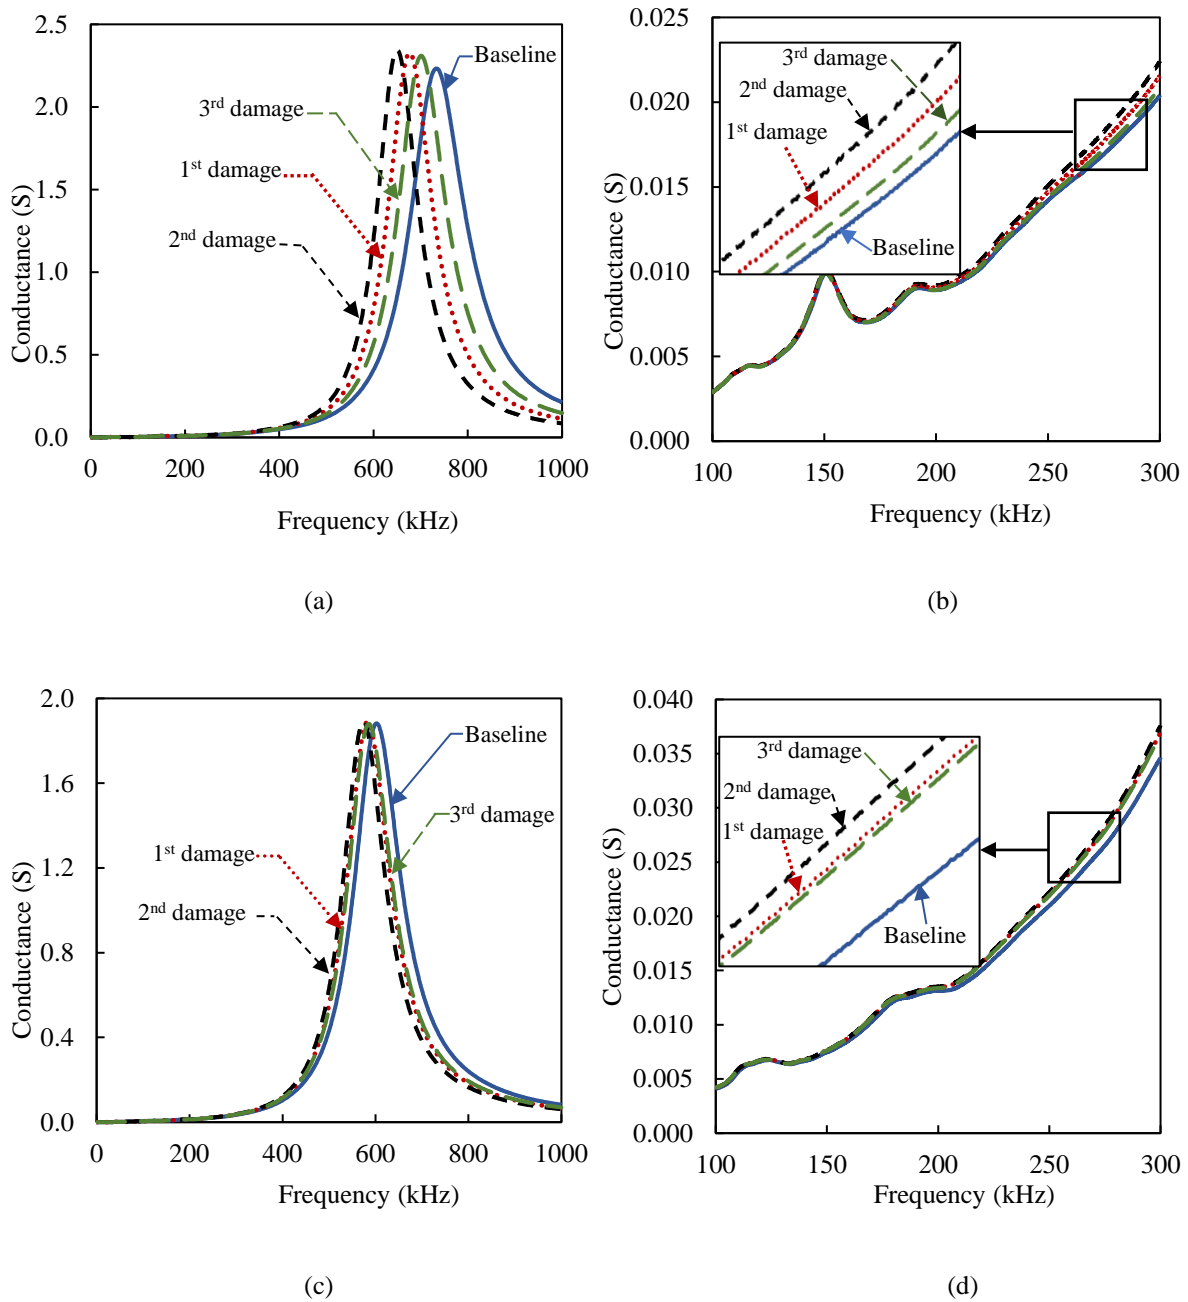 2.5
2.0
1.5
1.0
0.5
0.0
Conductance (S)
Baseline
3rd damage
1st damage
2nd damage
0 200 400 600 800 1000
Frequency (kHz)
(a)
0.025
0.020
0.015
0.010
0.005
0.000
Conductance (S)
3rd damage
2nd damage
1st damage
Baseline
100 150 200 250 300
Frequency (kHz)
(b)
2.0
1.6
1.2
0.8
0.4
0.0
Conductance (S)
Baseline
3rd damage
1st damage
2nd damage
0 200 400 600 800 1000
Frequency (kHz)
(c)
0.040
0.035
0.030
0.025
0.020
0.015
0.010
0.005
0.000
Conductance (S)
3rd damage
2nd damage
1st damage
Baseline
100 150 200 250 300
Frequency (kHz)
(d)